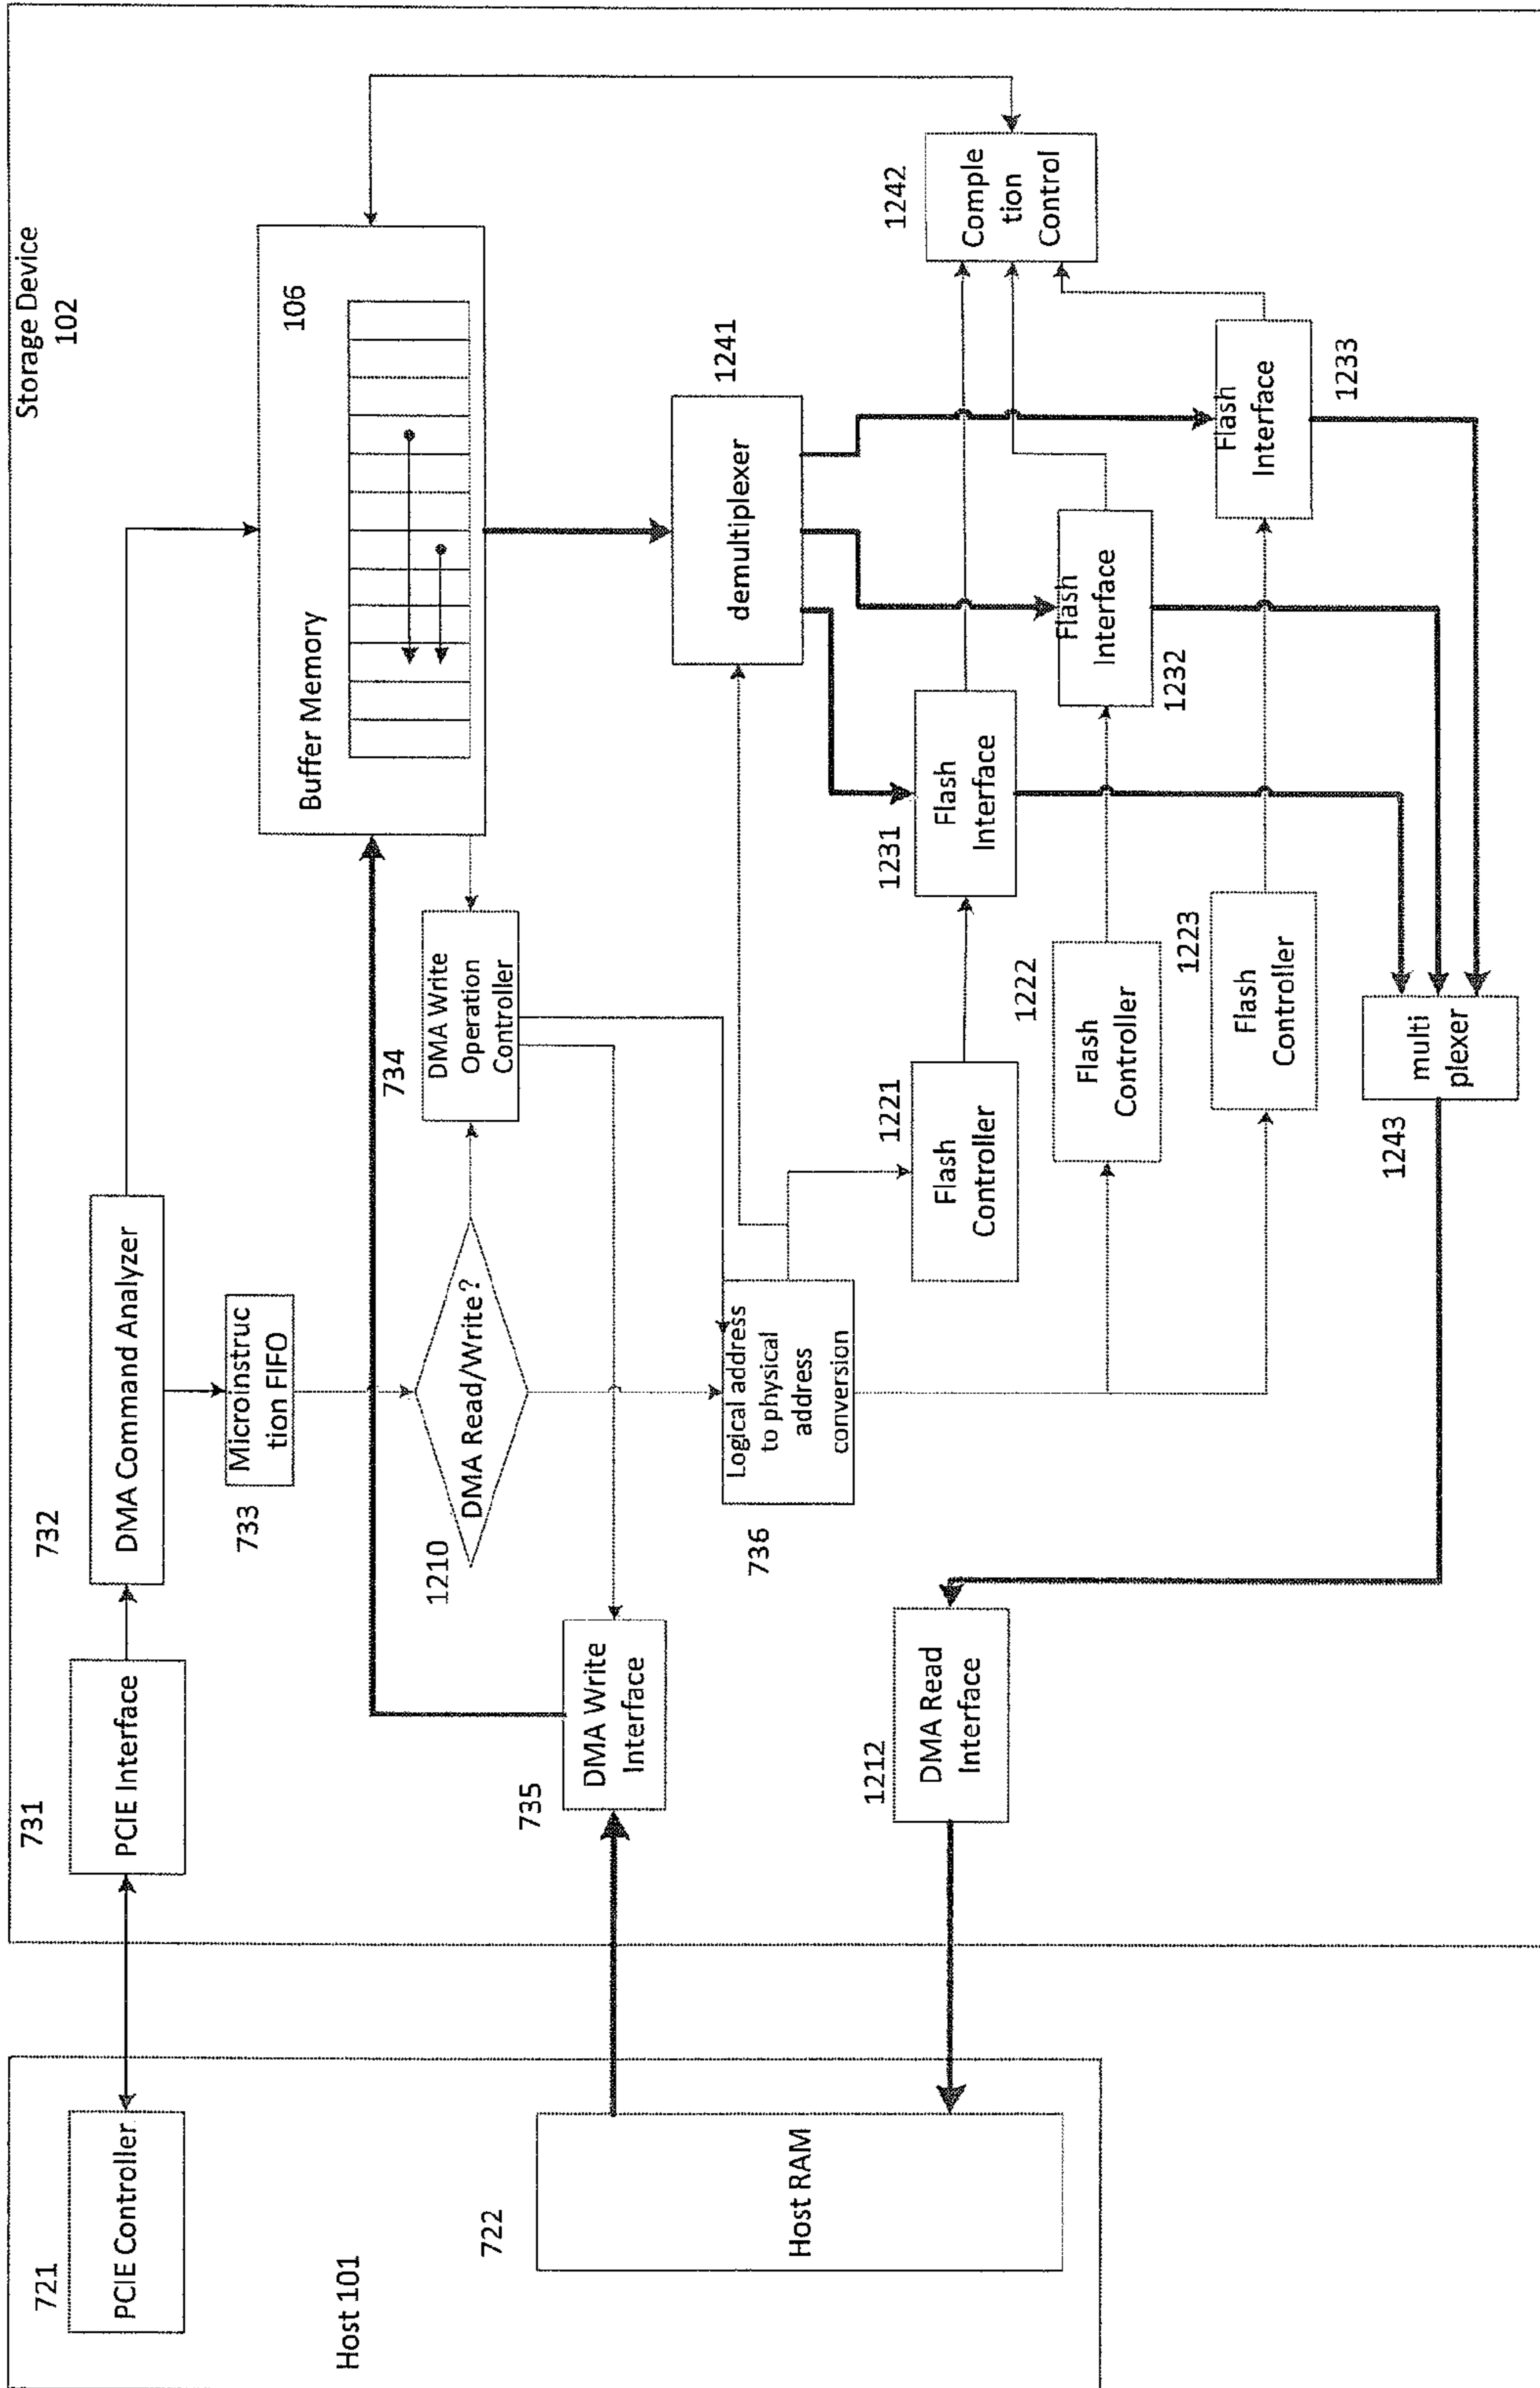 Storage Device
102
721
PCIE Controller
Host 101
722
Host RAM
731
PCIE Interface
732
DMA Command Analyzer
733
Microinstruc
tion FIFO
1210
DMA Read/Write?
734
DMA Write
Operation
Controller
735
DMA Write
Interface
Buffer Memory
106
736
Logical address
to physical
address
conversion
1241
demultiplexer
1221
Flash
Controller
1222
Flash
Controller
1223
Flash
Controller
1231
Flash
Interface
1232
Flash
Interface
1233
Flash
Interface
1242
Comple
tion
Control
1243
multi
plexer
1212
DMA Read
Interface